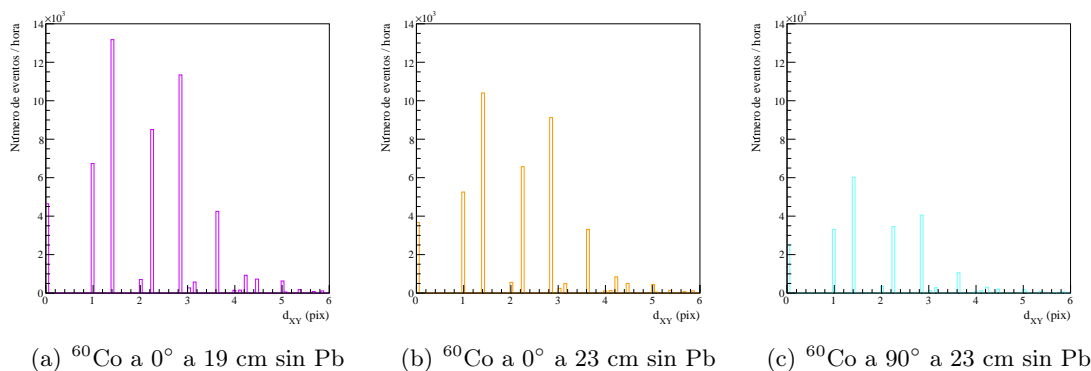 ×10³
14
12
10
8
6
4
2
0
Número de eventos / hora
0 1 2 3 4 5 6
d_XY (pix)
(a) ⁶⁰Co a 0° a 19 cm sin Pb
×10³
14
12
10
8
6
4
2
0
Número de eventos / hora
0 1 2 3 4 5 6
d_XY (pix)
(b) ⁶⁰Co a 0° a 23 cm sin Pb
×10³
14
12
10
8
6
4
2
0
Número de eventos / hora
0 1 2 3 4 5 6
d_XY (pix)
(c) ⁶⁰Co a 90° a 23 cm sin Pb